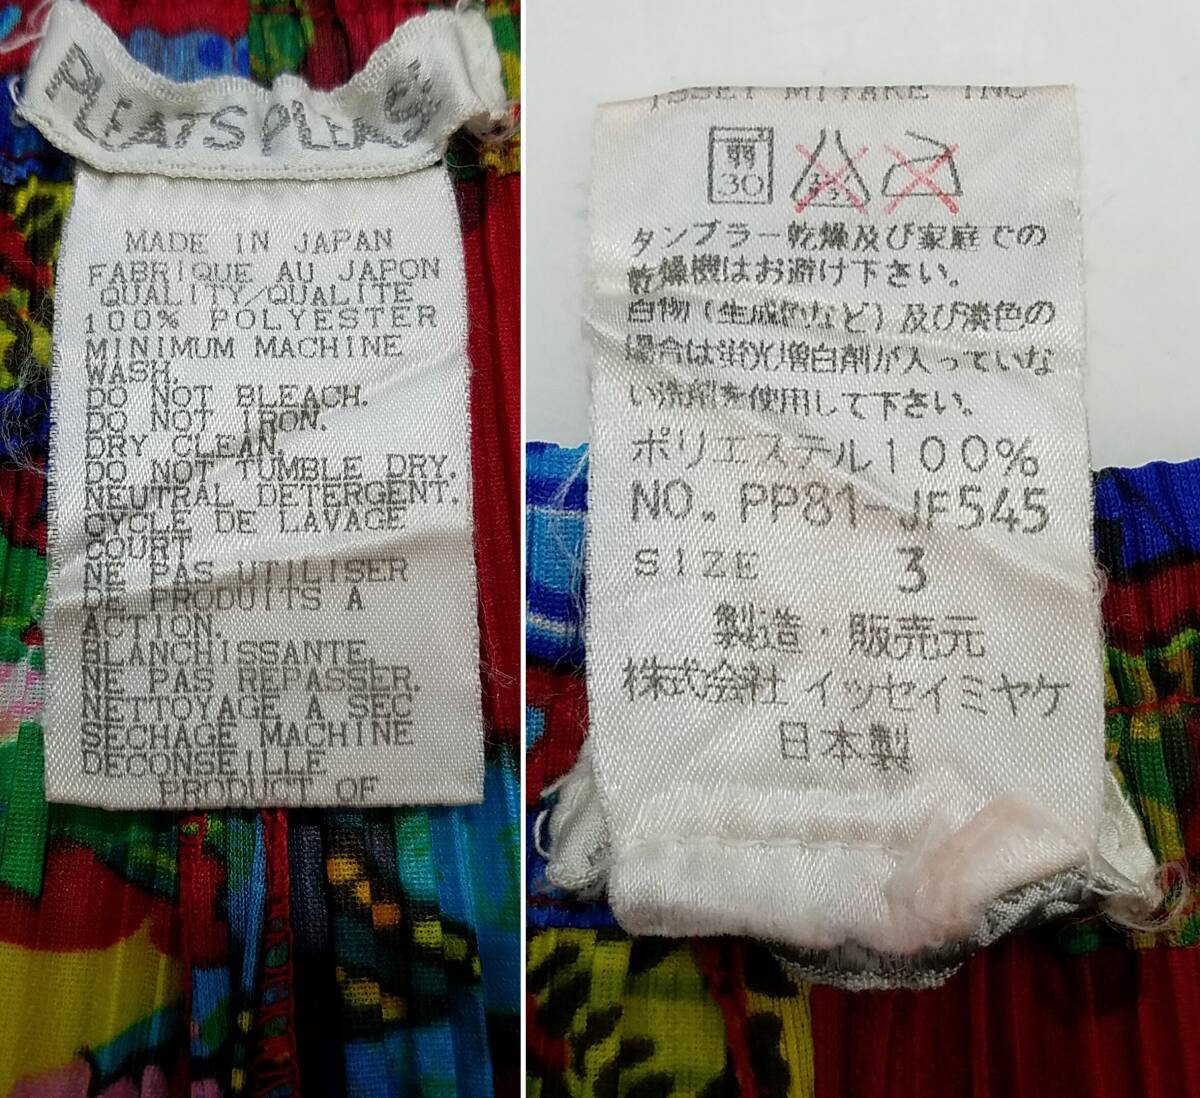 PLEATS PLEASE
MADE IN JAPAN
FABRIQUE AU JAPON
QUALITY/QUALITE
100% POLYESTER
MINIMUM MACHINE
WASH.
DO NOT BLEACH.
DO NOT IRON.
DRY CLEAN.
DO NOT TUMBLE DRY.
NEUTRAL DETERGENT.
CYCLE DE LAVAGE
COURT
NE PAS UTILISER
DE PRODUITS A
ACTION.
BLANCHISSANTE.
NE PAS REPASSER.
NETTOYAGE A SEC
SECHAGE MACHINE
DECONSEILLE
PRODUCT OF
ISSEY MIYAKE INC
弱
30
エンソ
サラシ
タンブラー乾燥及び家庭での
乾燥機はお避け下さい。
白物(生成色など)及び淡色の
場合は蛍光増白剤が入っていな
い洗剤を使用して下さい。
ポリエステル100%
NO. PP81-JF545
SIZE 3
製造・販売元
株式会社 イッセイミヤケ
日本製